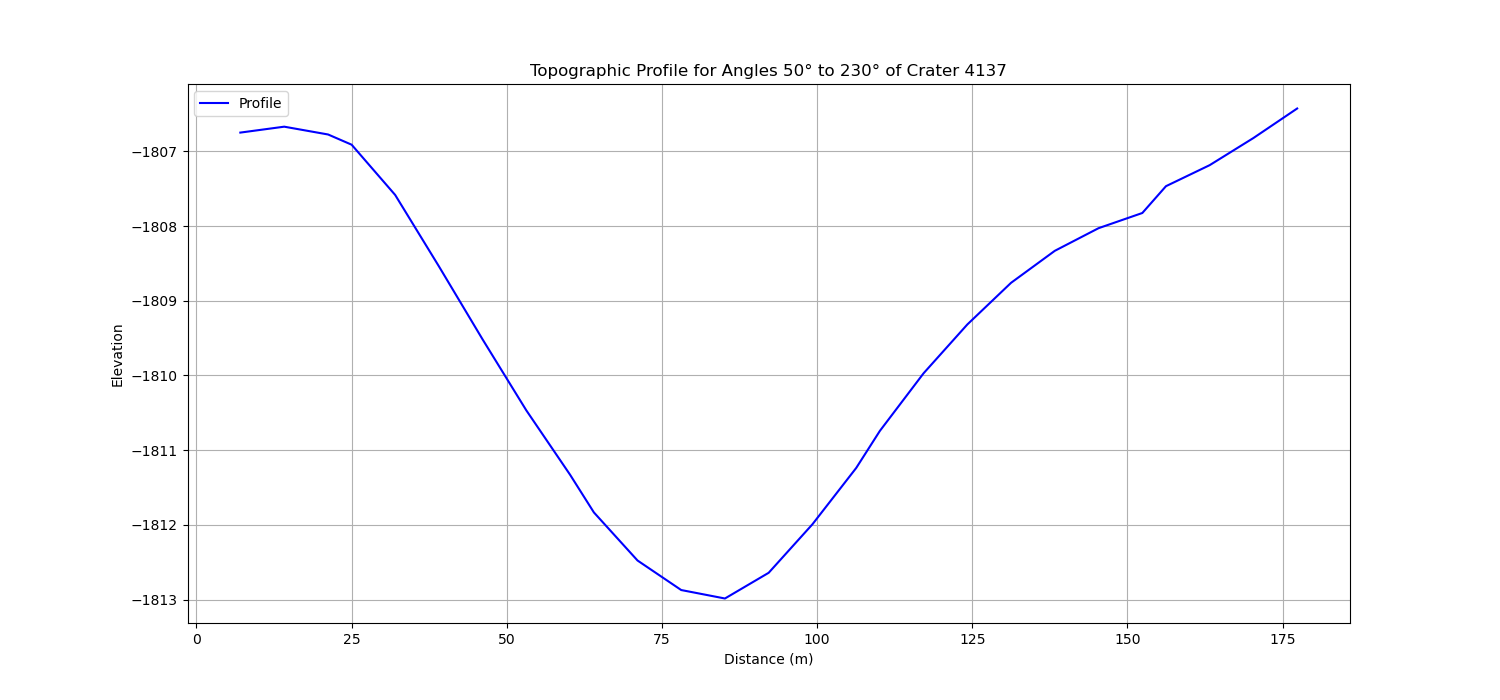 Topographic Profile for Angles 50° to 230° of Crater 4137
Profile
−1807
−1808
−1809
−1810
−1811
−1812
−1813
Elevation
0 25 50 75 100 125 150 175
Distance (m)